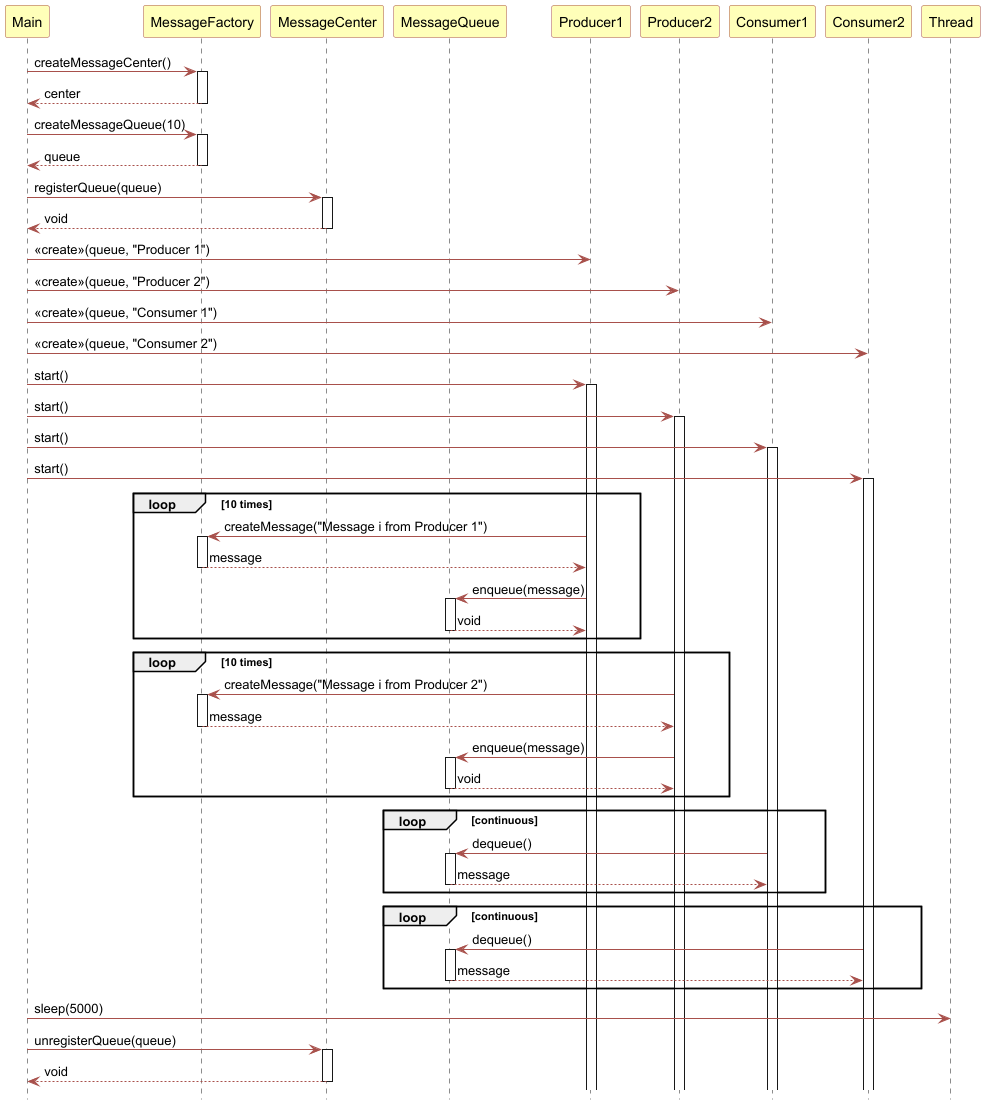 Main MessageFactory MessageCenter MessageQueue Producer1 Producer2 Consumer1 Consumer2 Thread
createMessageCenter()
center
createMessageQueue(10)
queue
registerQueue(queue)
void
«create»(queue, "Producer 1")
«create»(queue, "Producer 2")
«create»(queue, "Consumer 1")
«create»(queue, "Consumer 2")
start()
start()
start()
start()
loop [10 times]
createMessage("Message i from Producer 1")
message
enqueue(message)
void
loop [10 times]
createMessage("Message i from Producer 2")
message
enqueue(message)
void
loop [continuous]
dequeue()
message
loop [continuous]
dequeue()
message
sleep(5000)
unregisterQueue(queue)
void